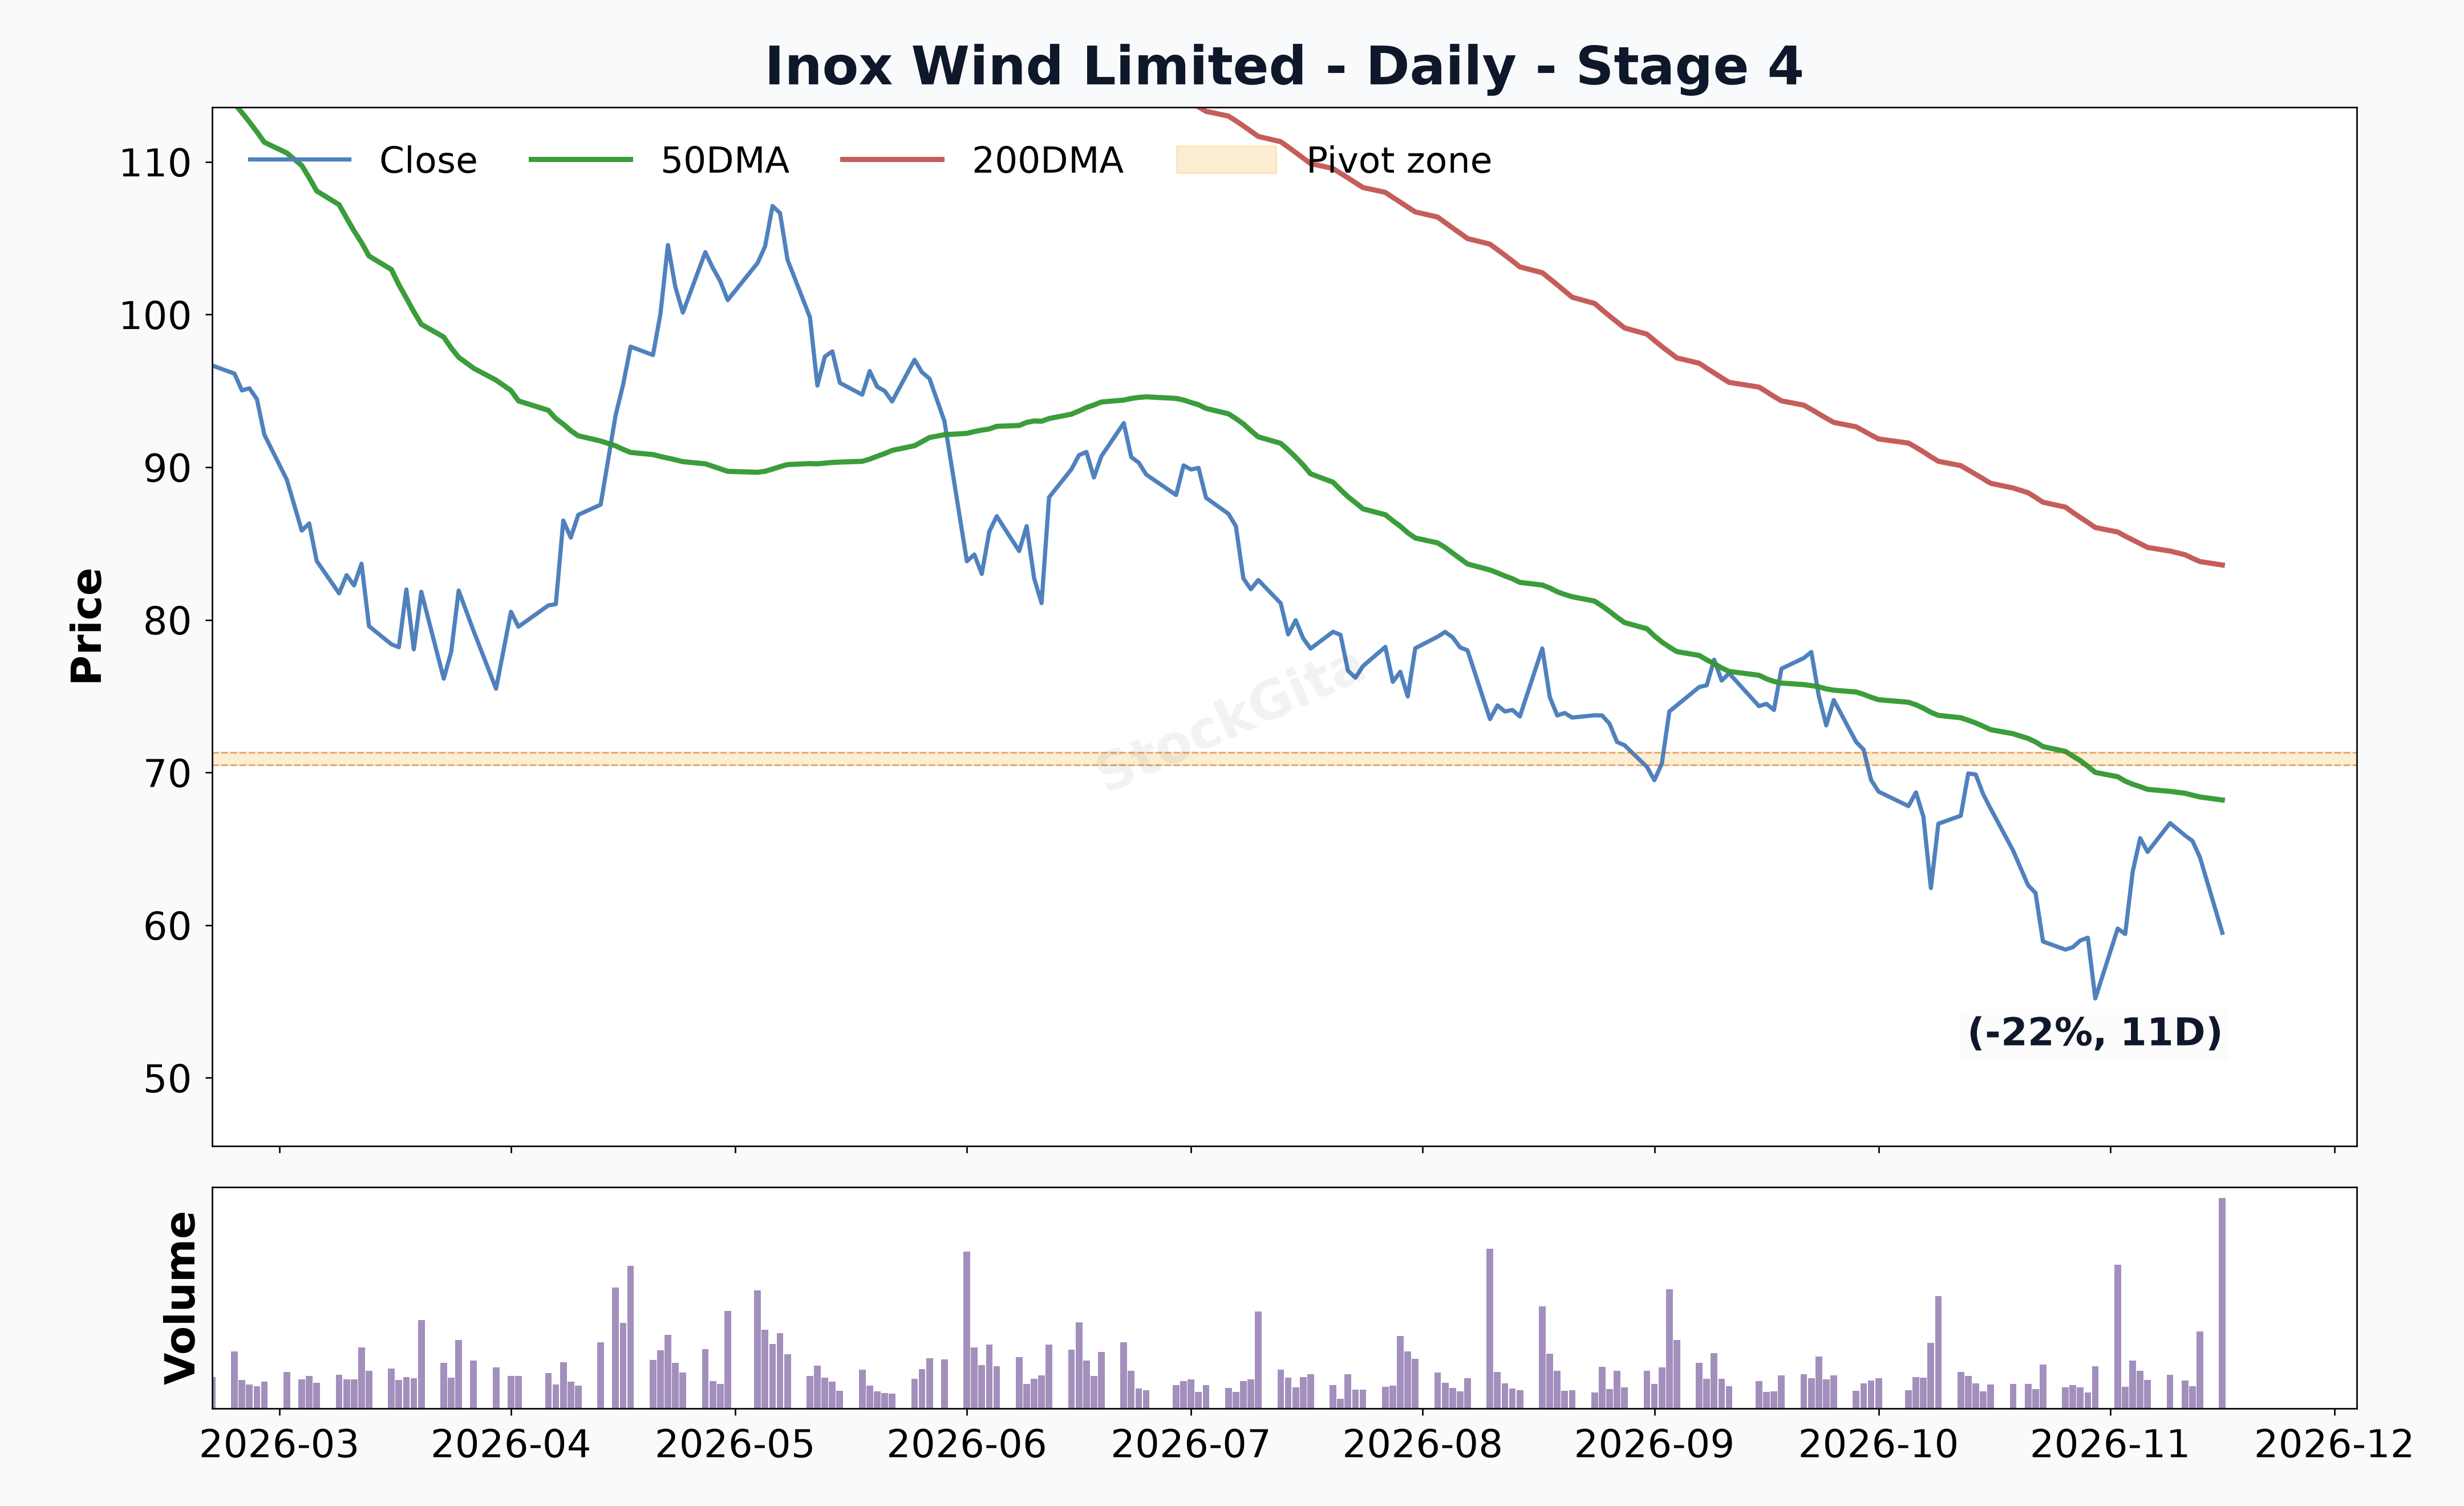 Inox Wind Limited - Daily - Stage 4
Close 50DMA 200DMA Pivot zone
110
100
90
80
70
60
50
Price
StockGita
(-22%, 11D)
Volume
2026-03 2026-04 2026-05 2026-06 2026-07 2026-08 2026-09 2026-10 2026-11 2026-12